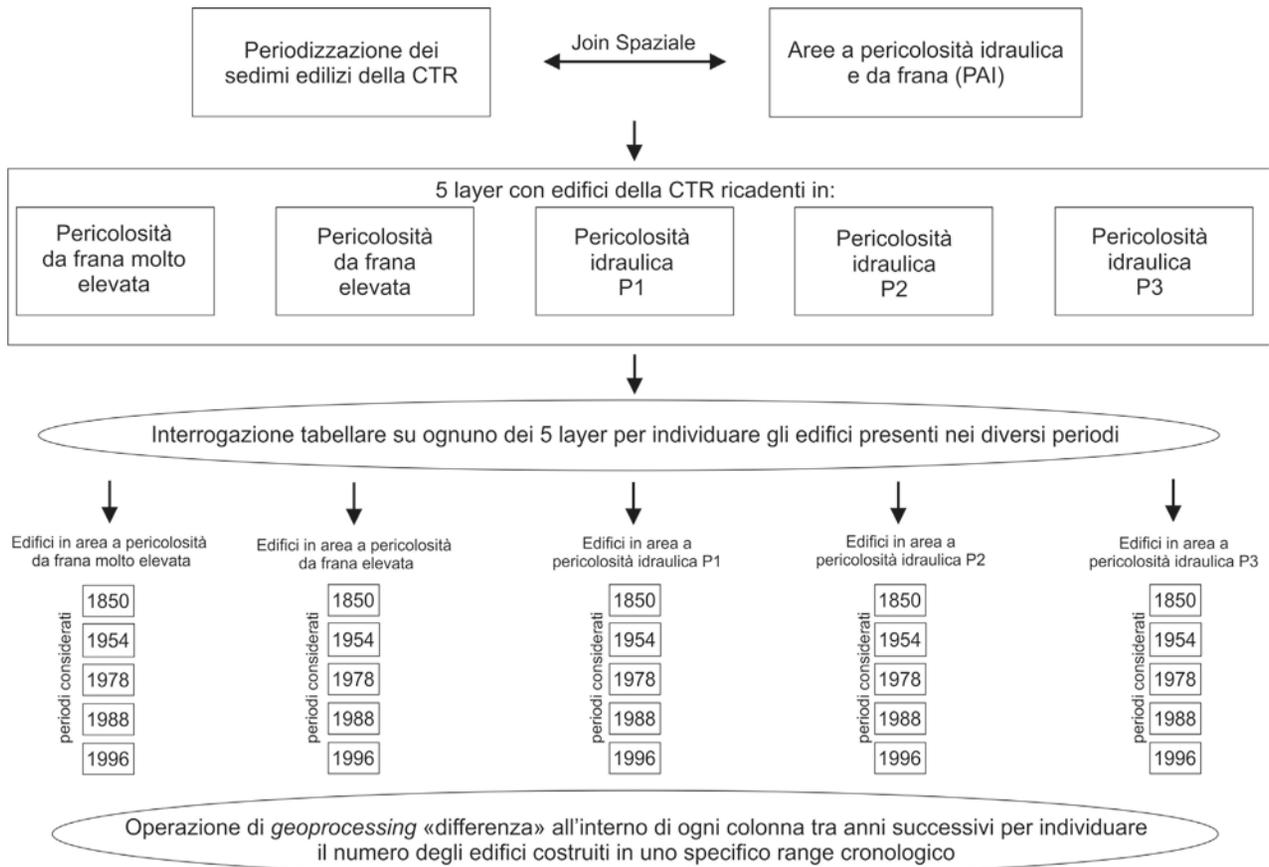 Periodizzazione dei
sedimi edilizi della CTR
Join Spaziale
Aree a pericolosità idraulica
e da frana (PAI)
5 layer con edifici della CTR ricadenti in:
Pericolosità
da frana molto
elevata
Pericolosità
da frana
elevata
Pericolosità
idraulica
P1
Pericolosità
idraulica
P2
Pericolosità
idraulica
P3
Interrogazione tabellare su ognuno dei 5 layer per individuare gli edifici presenti nei diversi periodi
Edifici in area a pericolosità
da frana molto elevata
periodi considerati
1850
1954
1978
1988
1996
Edifici in area a pericolosità
da frana elevata
periodi considerati
1850
1954
1978
1988
1996
Edifici in area a
pericolosità idraulica P1
periodi considerati
1850
1954
1978
1988
1996
Edifici in area a
pericolosità idraulica P2
periodi considerati
1850
1954
1978
1988
1996
Edifici in area a
pericolosità idraulica P3
periodi considerati
1850
1954
1978
1988
1996
Operazione di geoprocessing «differenza» all'interno di ogni colonna tra anni successivi per individuare
il numero degli edifici costruiti in uno specifico range cronologico